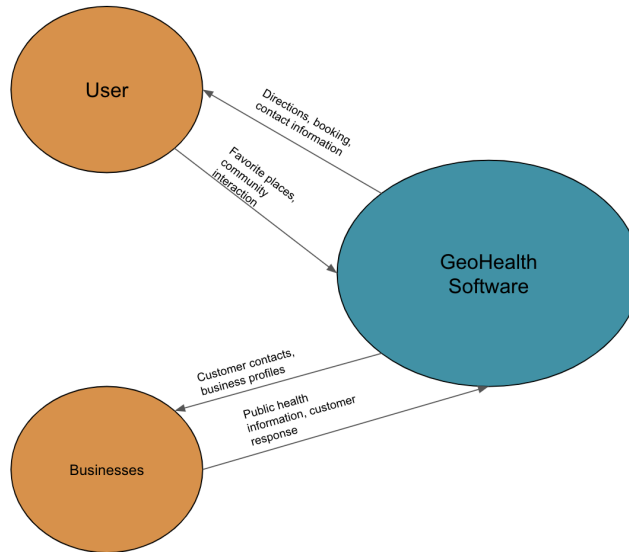 User
Directions, booking,
contact information
Favorite places,
community
interaction
GeoHealth
Software
Customer contacts,
business profiles
Public health
information, customer
response
Businesses